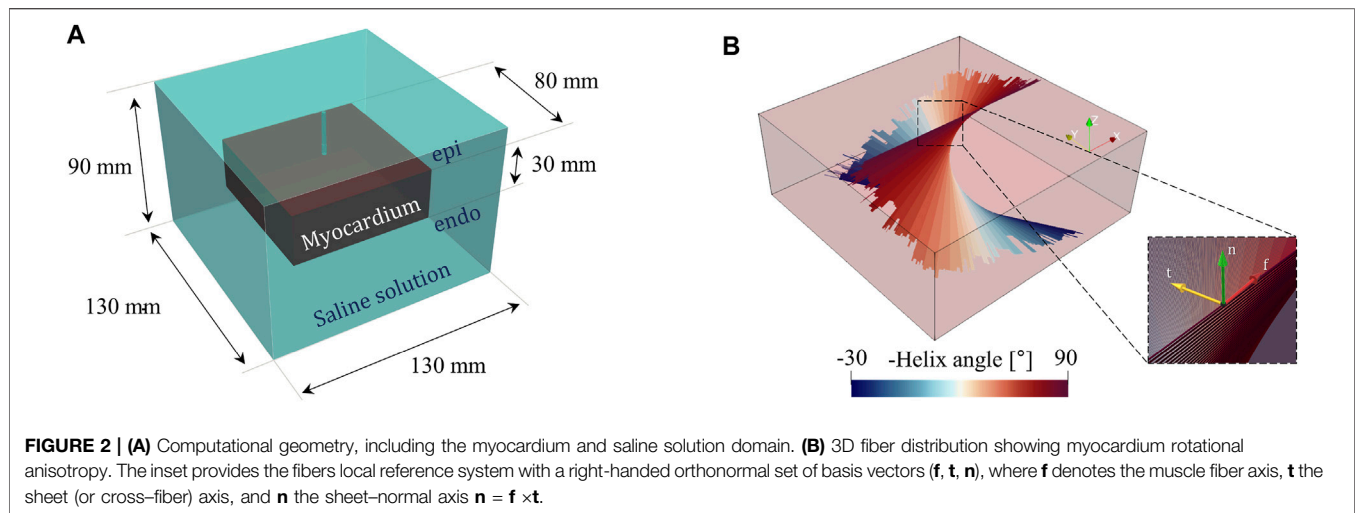 A
80 mm
90 mm
epi
30 mm
Myocardium
endo
Saline solution
130 mm
130 mm
B
Z
Y
X
n
f
t
-30 -Helix angle [°] 90
FIGURE 2 | (A) Computational geometry, including the myocardium and saline solution domain. (B) 3D fiber distribution showing myocardium rotational
anisotropy. The inset provides the fibers local reference system with a right-handed orthonormal set of basis vectors (f, t, n), where f denotes the muscle fiber axis, t the
sheet (or cross–fiber) axis, and n the sheet–normal axis n = f ×t.